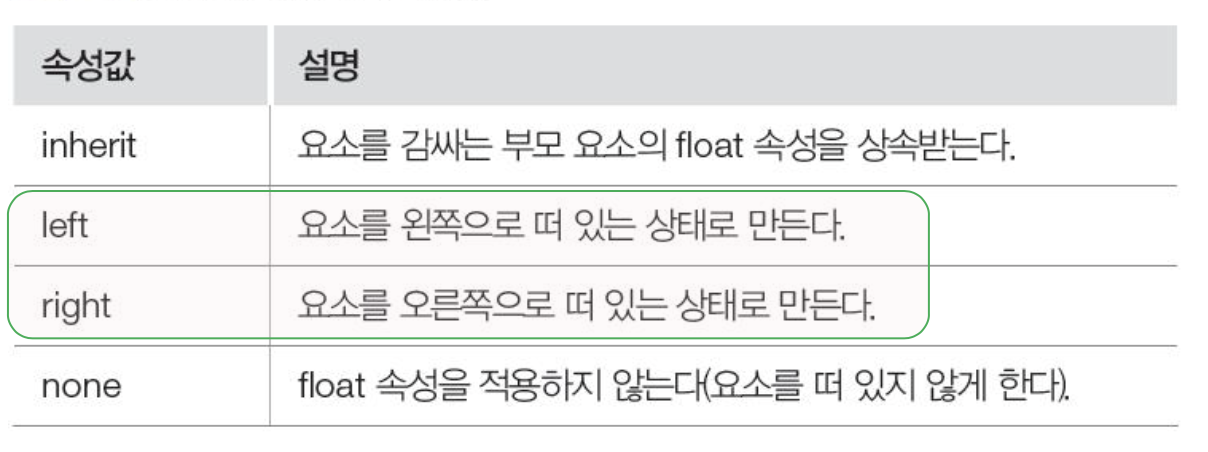 속성값 설명
inherit 요소를 감싸는 부모 요소의 float 속성을 상속받는다.
left 요소를 왼쪽으로 떠 있는 상태로 만든다.
right 요소를 오른쪽으로 떠 있는 상태로 만든다.
none float 속성을 적용하지 않는다(요소를 떠 있지 않게 한다).